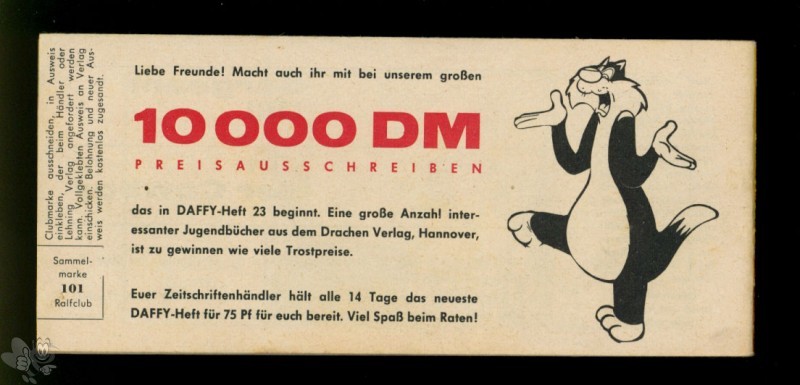 Clubmarke ausschneiden, in Ausweis
einkleben, der beim Händler oder
Lehning Verlag angefordert werden
kann. Vollgeklebten Ausweis an Verlag
einschicken. Belohnung und neuer Aus-
weis werden kostenlos zugesandt.
Sammel-
marke
101
Ralfclub
Liebe Freunde! Macht auch ihr mit bei unserem großen
10 000 DM
PREISAUSSCHREIBEN
das in DAFFY-Heft 23 beginnt. Eine große Anzahl inter-
essanter Jugendbücher aus dem Drachen Verlag, Hannover,
ist zu gewinnen wie viele Trostpreise.
Euer Zeitschriftenhändler hält alle 14 Tage das neueste
DAFFY-Heft für 75 Pf für euch bereit. Viel Spaß beim Raten!